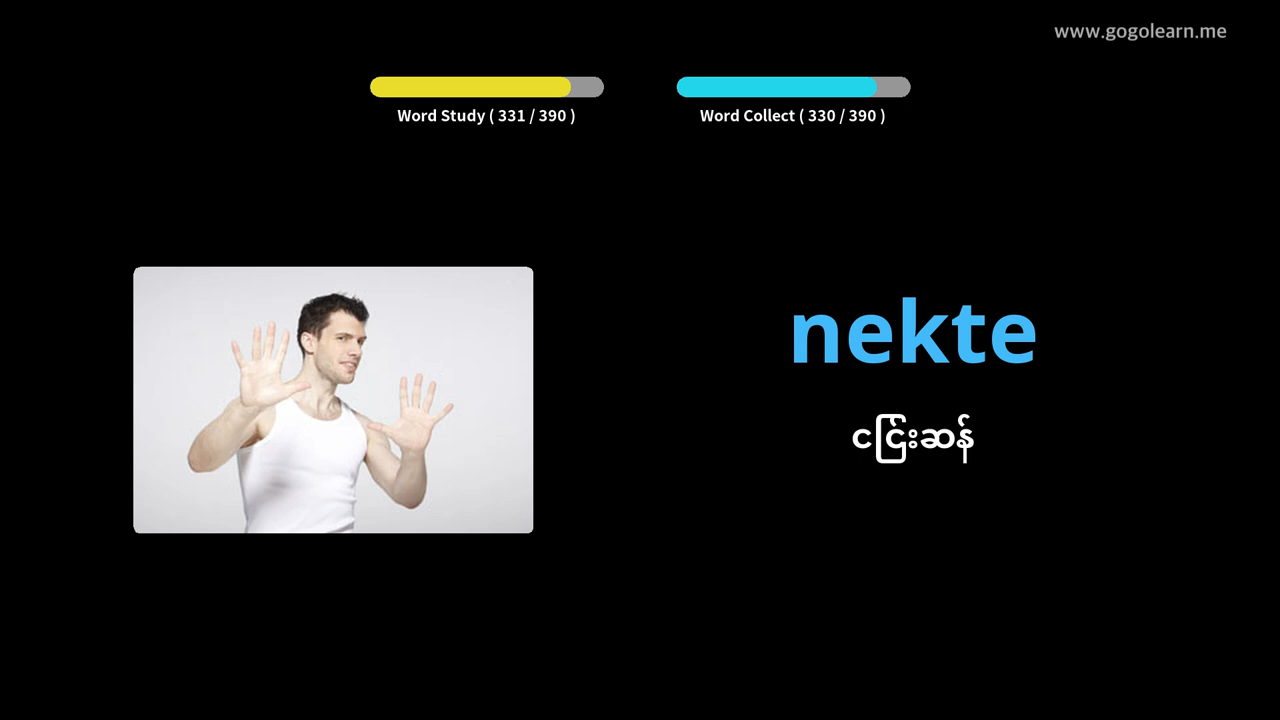 www.gogolearn.me
Word Study ( 331 / 390 )
Word Collect ( 330 / 390 )
nekte
ငြင်းဆန်